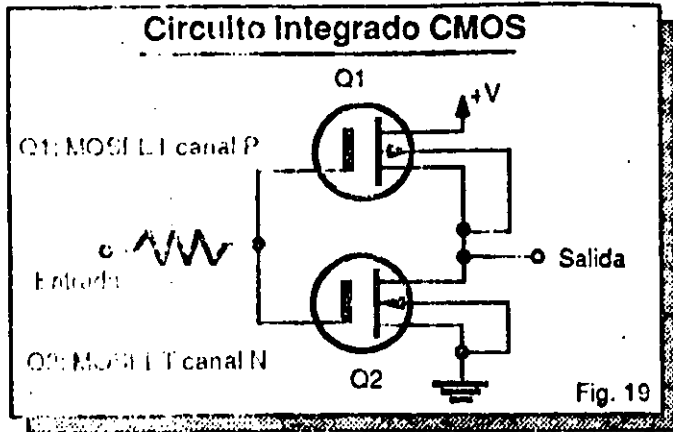 Circuito Integrado CMOS
Q1
+V
Q1: MOSFET canal P
Entrada
Salida
Q2: MOSFET canal N
Q2
Fig. 19